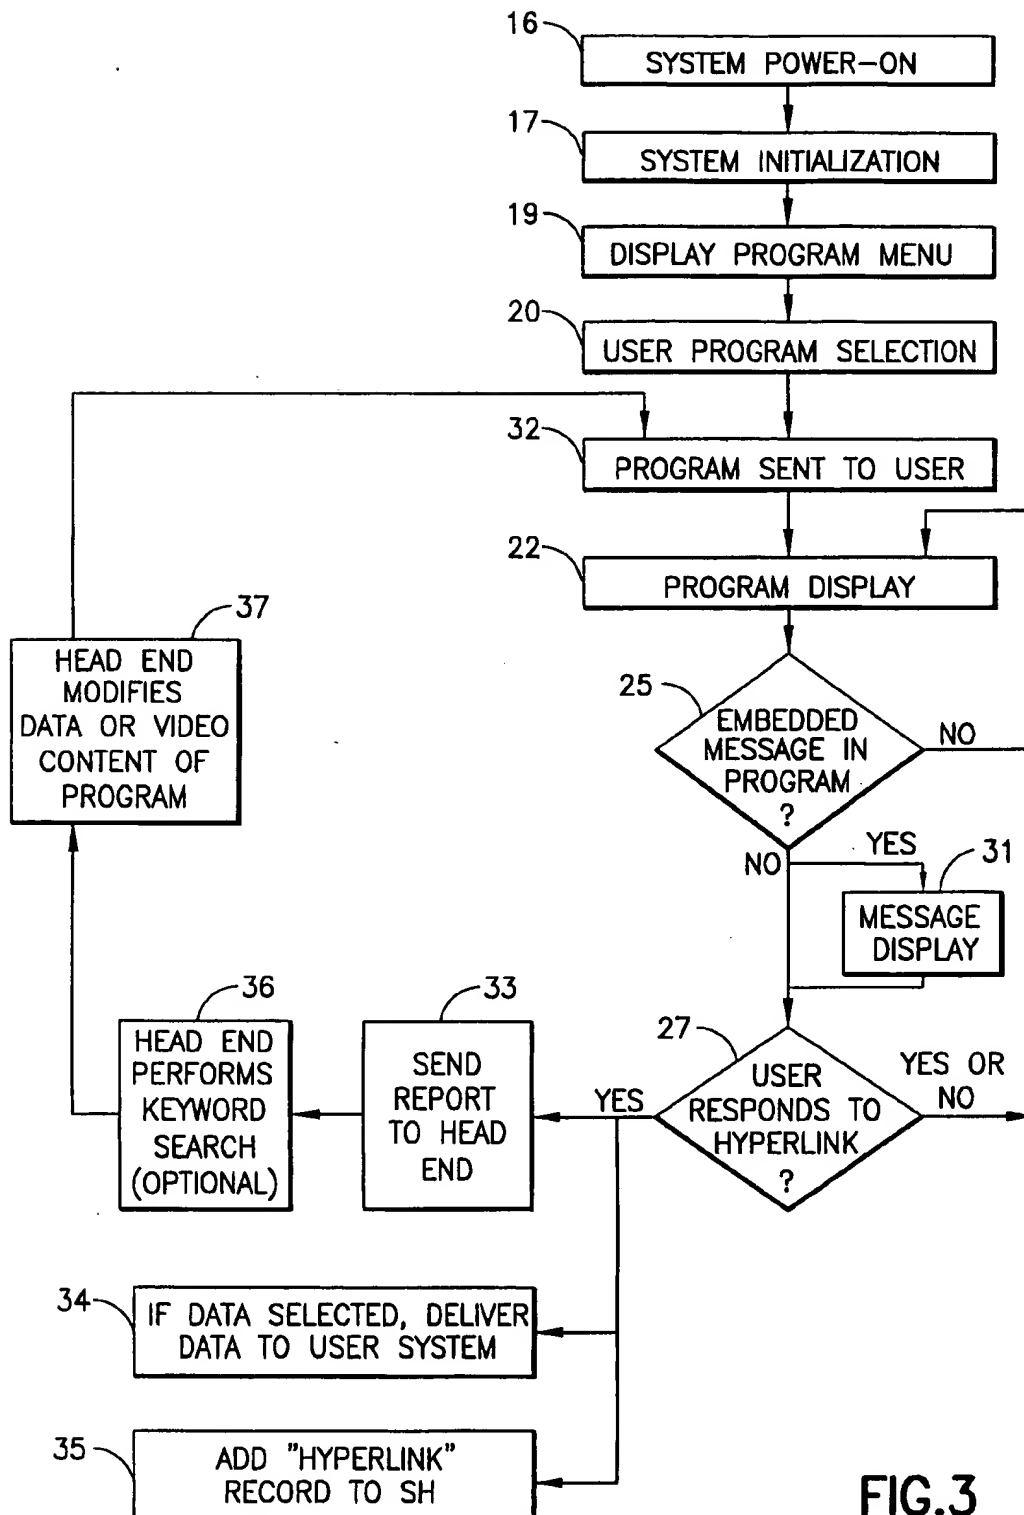 16
SYSTEM POWER-ON
17
SYSTEM INITIALIZATION
19
DISPLAY PROGRAM MENU
20
USER PROGRAM SELECTION
32
PROGRAM SENT TO USER
22
PROGRAM DISPLAY
37
HEAD END
MODIFIES
DATA OR VIDEO
CONTENT OF
PROGRAM
25
EMBEDDED
MESSAGE IN
PROGRAM
?
NO
NO
YES
31
MESSAGE
DISPLAY
36
HEAD END
PERFORMS
KEYWORD
SEARCH
(OPTIONAL)
33
SEND
REPORT
TO HEAD
END
YES
27
USER
RESPONDS TO
HYPERLINK
?
YES OR
NO
34
IF DATA SELECTED, DELIVER
DATA TO USER SYSTEM
35
ADD "HYPERLINK"
RECORD TO SH
FIG.3